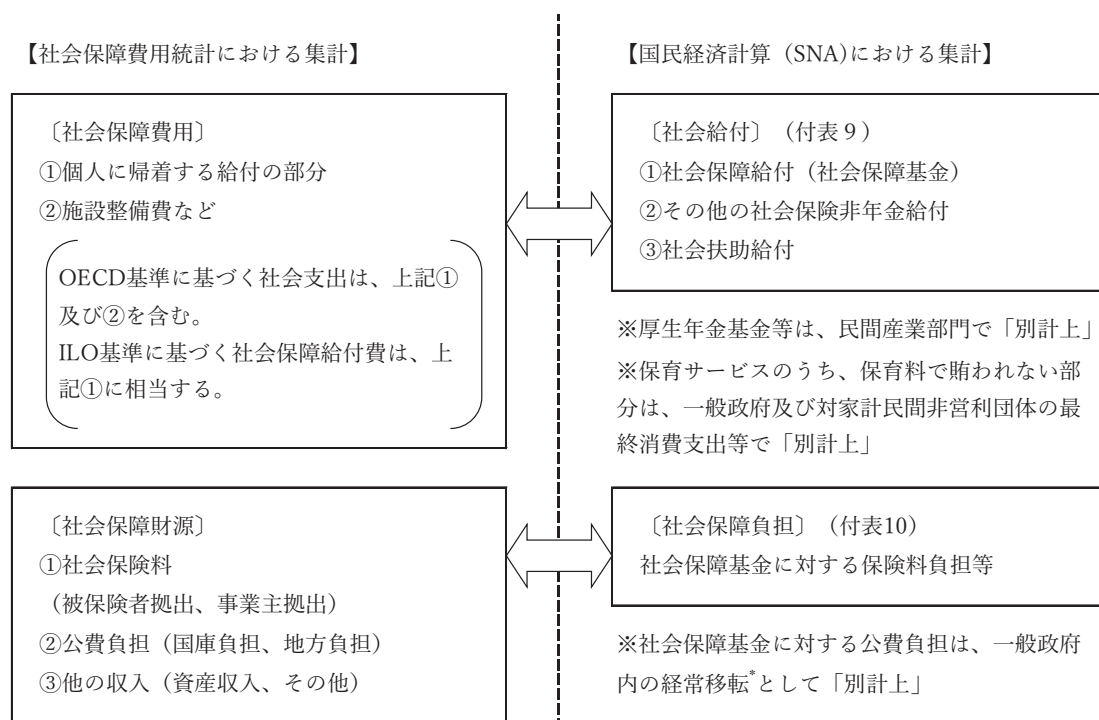 【社会保障費用統計における集計】
〔社会保障費用〕
①個人に帰着する給付の部分
②施設整備費など
OECD基準に基づく社会支出は、上記①
及び②を含む。
ILO基準に基づく社会保障給付費は、上
記①に相当する。
〔社会保障財源〕
①社会保険料
（被保険者拠出、事業主拠出）
②公費負担（国庫負担、地方負担）
③他の収入（資産収入、その他）
【国民経済計算（SNA)における集計】
〔社会給付〕（付表９）
①社会保障給付（社会保障基金）
②その他の社会保険非年金給付
③社会扶助給付
※厚生年金基金等は、民間産業部門で「別計上」
※保育サービスのうち、保育料で賄われない部
分は、一般政府及び対家計民間非営利団体の最
終消費支出等で「別計上」
〔社会保障負担〕（付表10）
社会保障基金に対する保険料負担等
※社会保障基金に対する公費負担は、一般政府
内の経常移転*として「別計上」